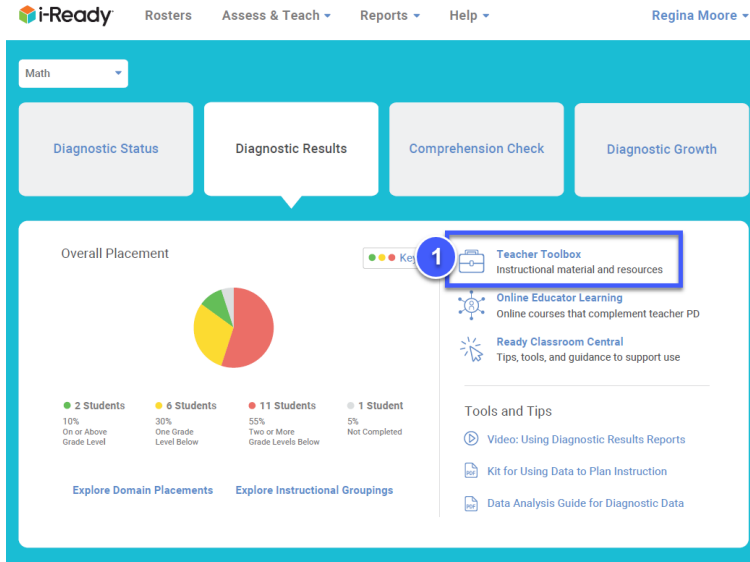 i-Ready
Rosters
Assess & Teach
Reports
Help
Regina Moore
Math
Diagnostic Status
Diagnostic Results
Comprehension Check
Diagnostic Growth
Overall Placement
1
Teacher Toolbox
Instructional material and resources
Online Educator Learning
Online courses that complement teacher PD
Ready Classroom Central
Tips, tools, and guidance to support use
2 Students
10%
On or Above
Grade Level
6 Students
30%
One Grade
Level Below
11 Students
55%
Two or More
Grade Levels Below
1 Student
5%
Not Completed
Explore Domain Placements
Explore Instructional Groupings
Tools and Tips
Video: Using Diagnostic Results Reports
PDF
Kit for Using Data to Plan Instruction
PDF
Data Analysis Guide for Diagnostic Data